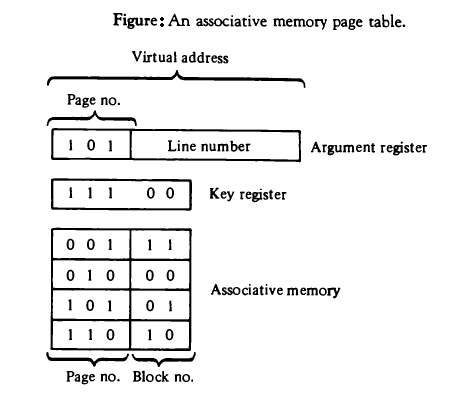 Figure: An associative memory page table.
Virtual address
Page no.
1 0 1 Line number Argument register
1 1 1 0 0 Key register
0 0 1 1 1
0 1 0 0 0
Associative memory
1 0 1 0 1
1 1 0 1 0
Page no. Block no.